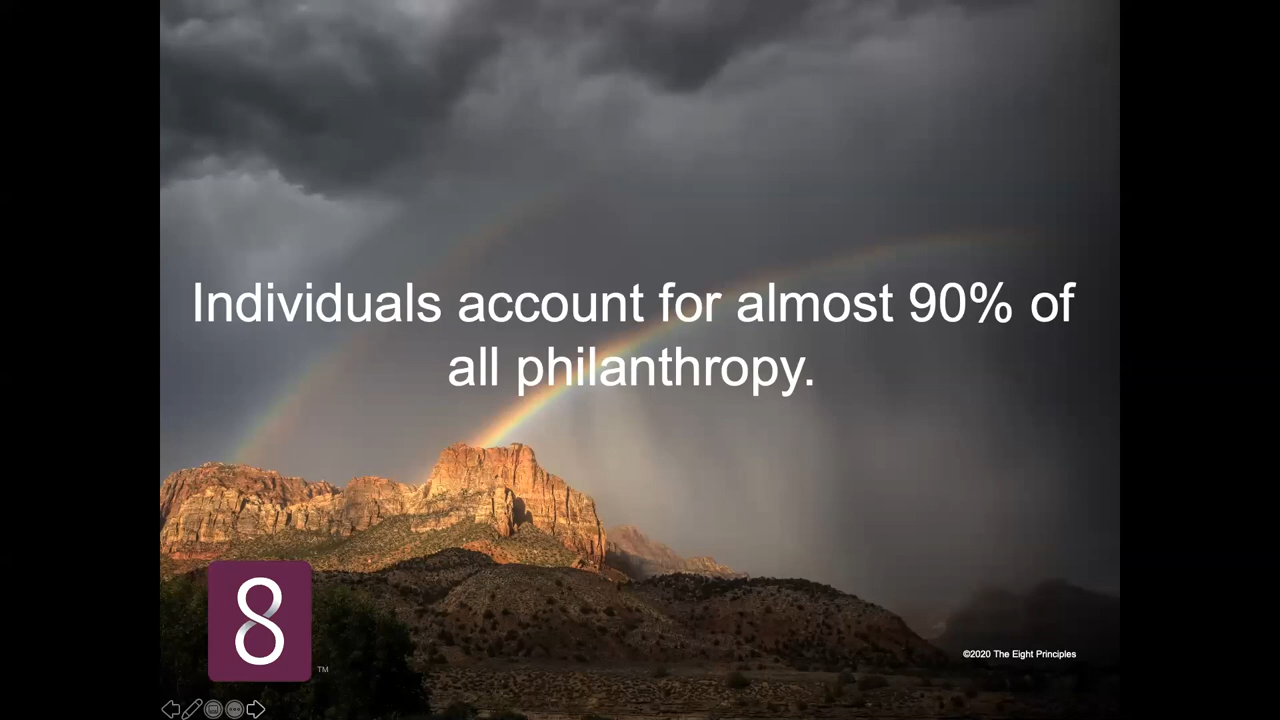 Individuals account for almost 90% of
all philanthropy.
8
™
©2020 The Eight Principles